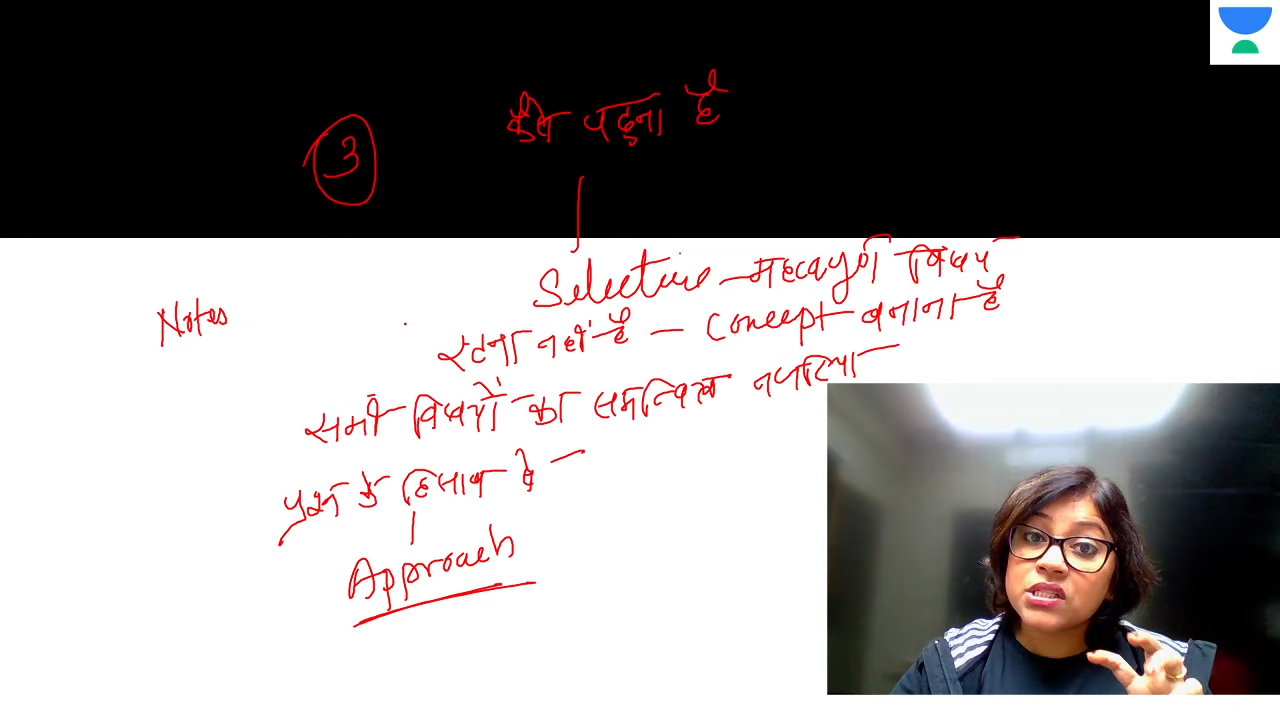 3
कैसे पढ़ना है
Selective – महत्वपूर्ण विषय
Notes
रटना नहीं है – Concept बनाना है
सभी विषयों का समन्वित नजरिया
प्रश्न के हिसाब से –
Approach